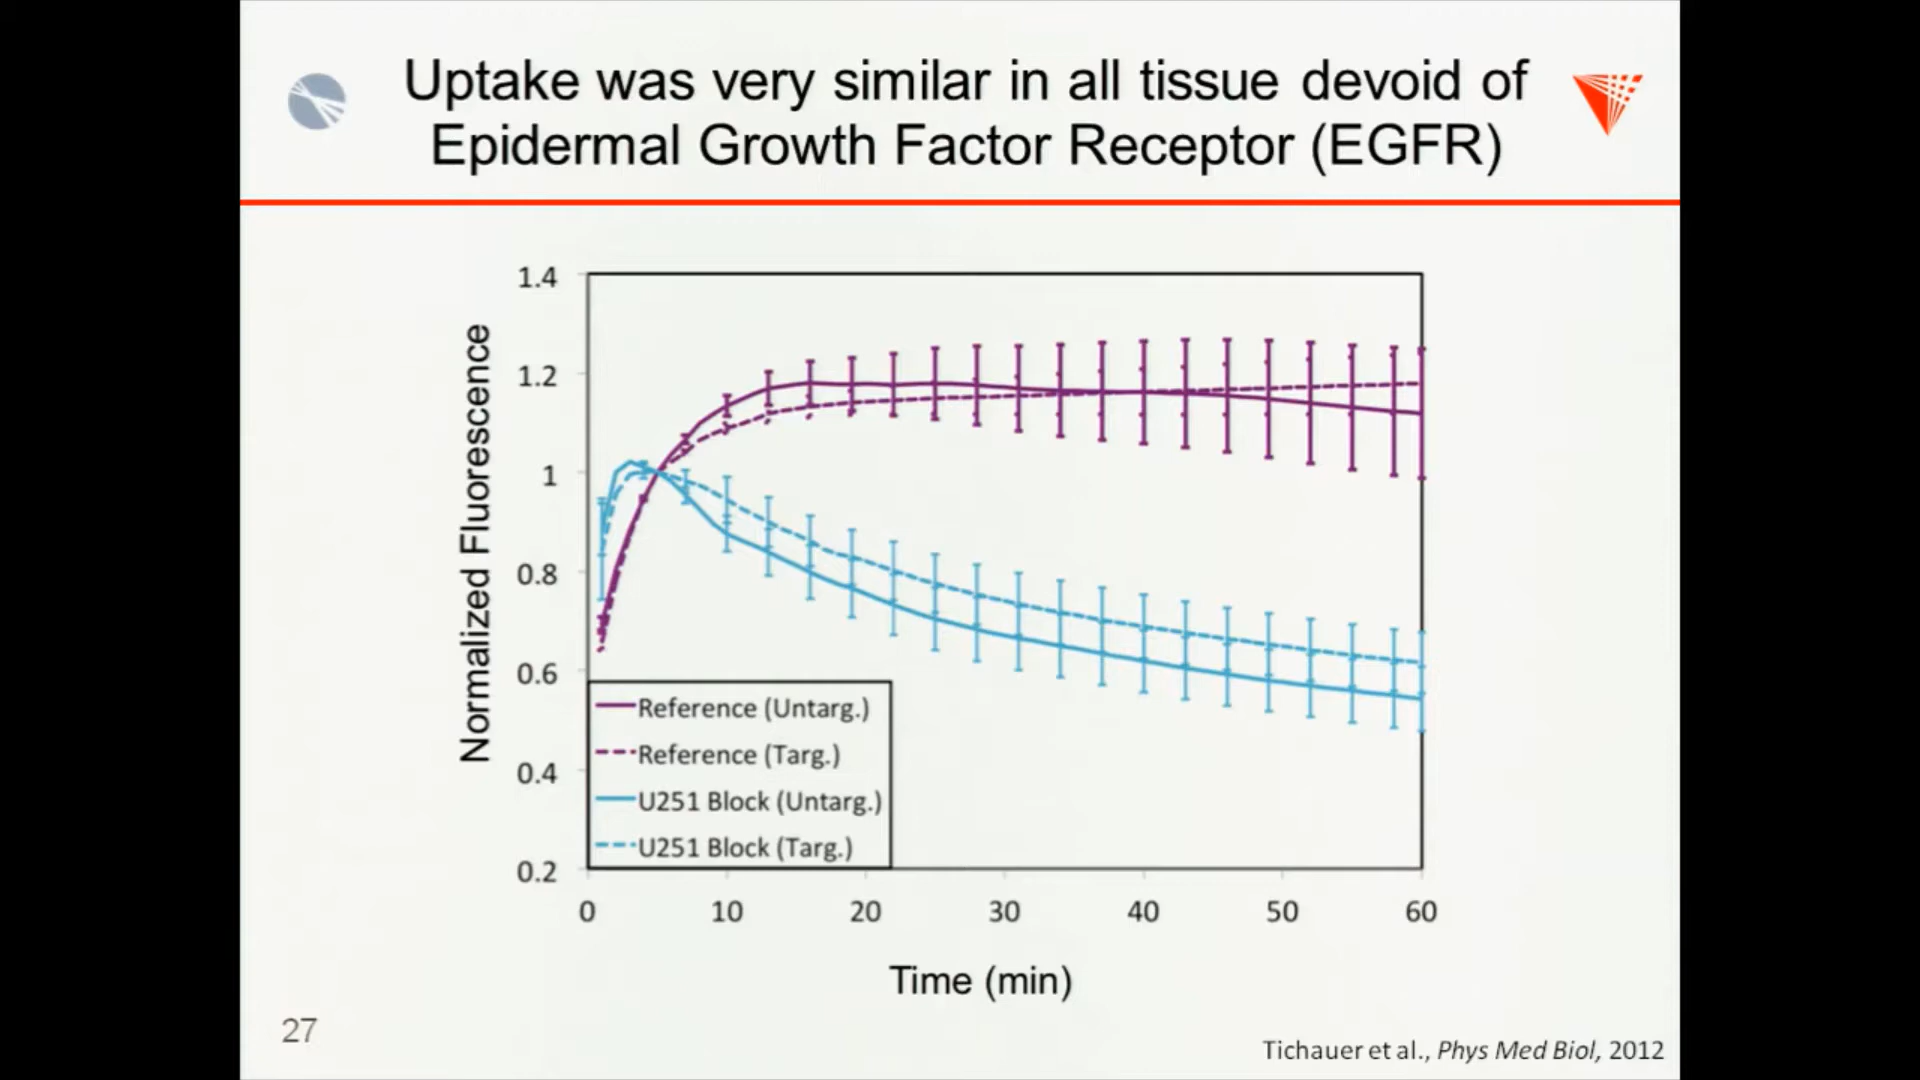 Uptake was very similar in all tissue devoid of
Epidermal Growth Factor Receptor (EGFR)
1.4
1.2
1
0.8
0.6
0.4
0.2
Normalized Fluorescence
Reference (Untarg.)
Reference (Targ.)
U251 Block (Untarg.)
U251 Block (Targ.)
0 10 20 30 40 50 60
Time (min)
27
Tichauer et al., Phys Med Biol, 2012